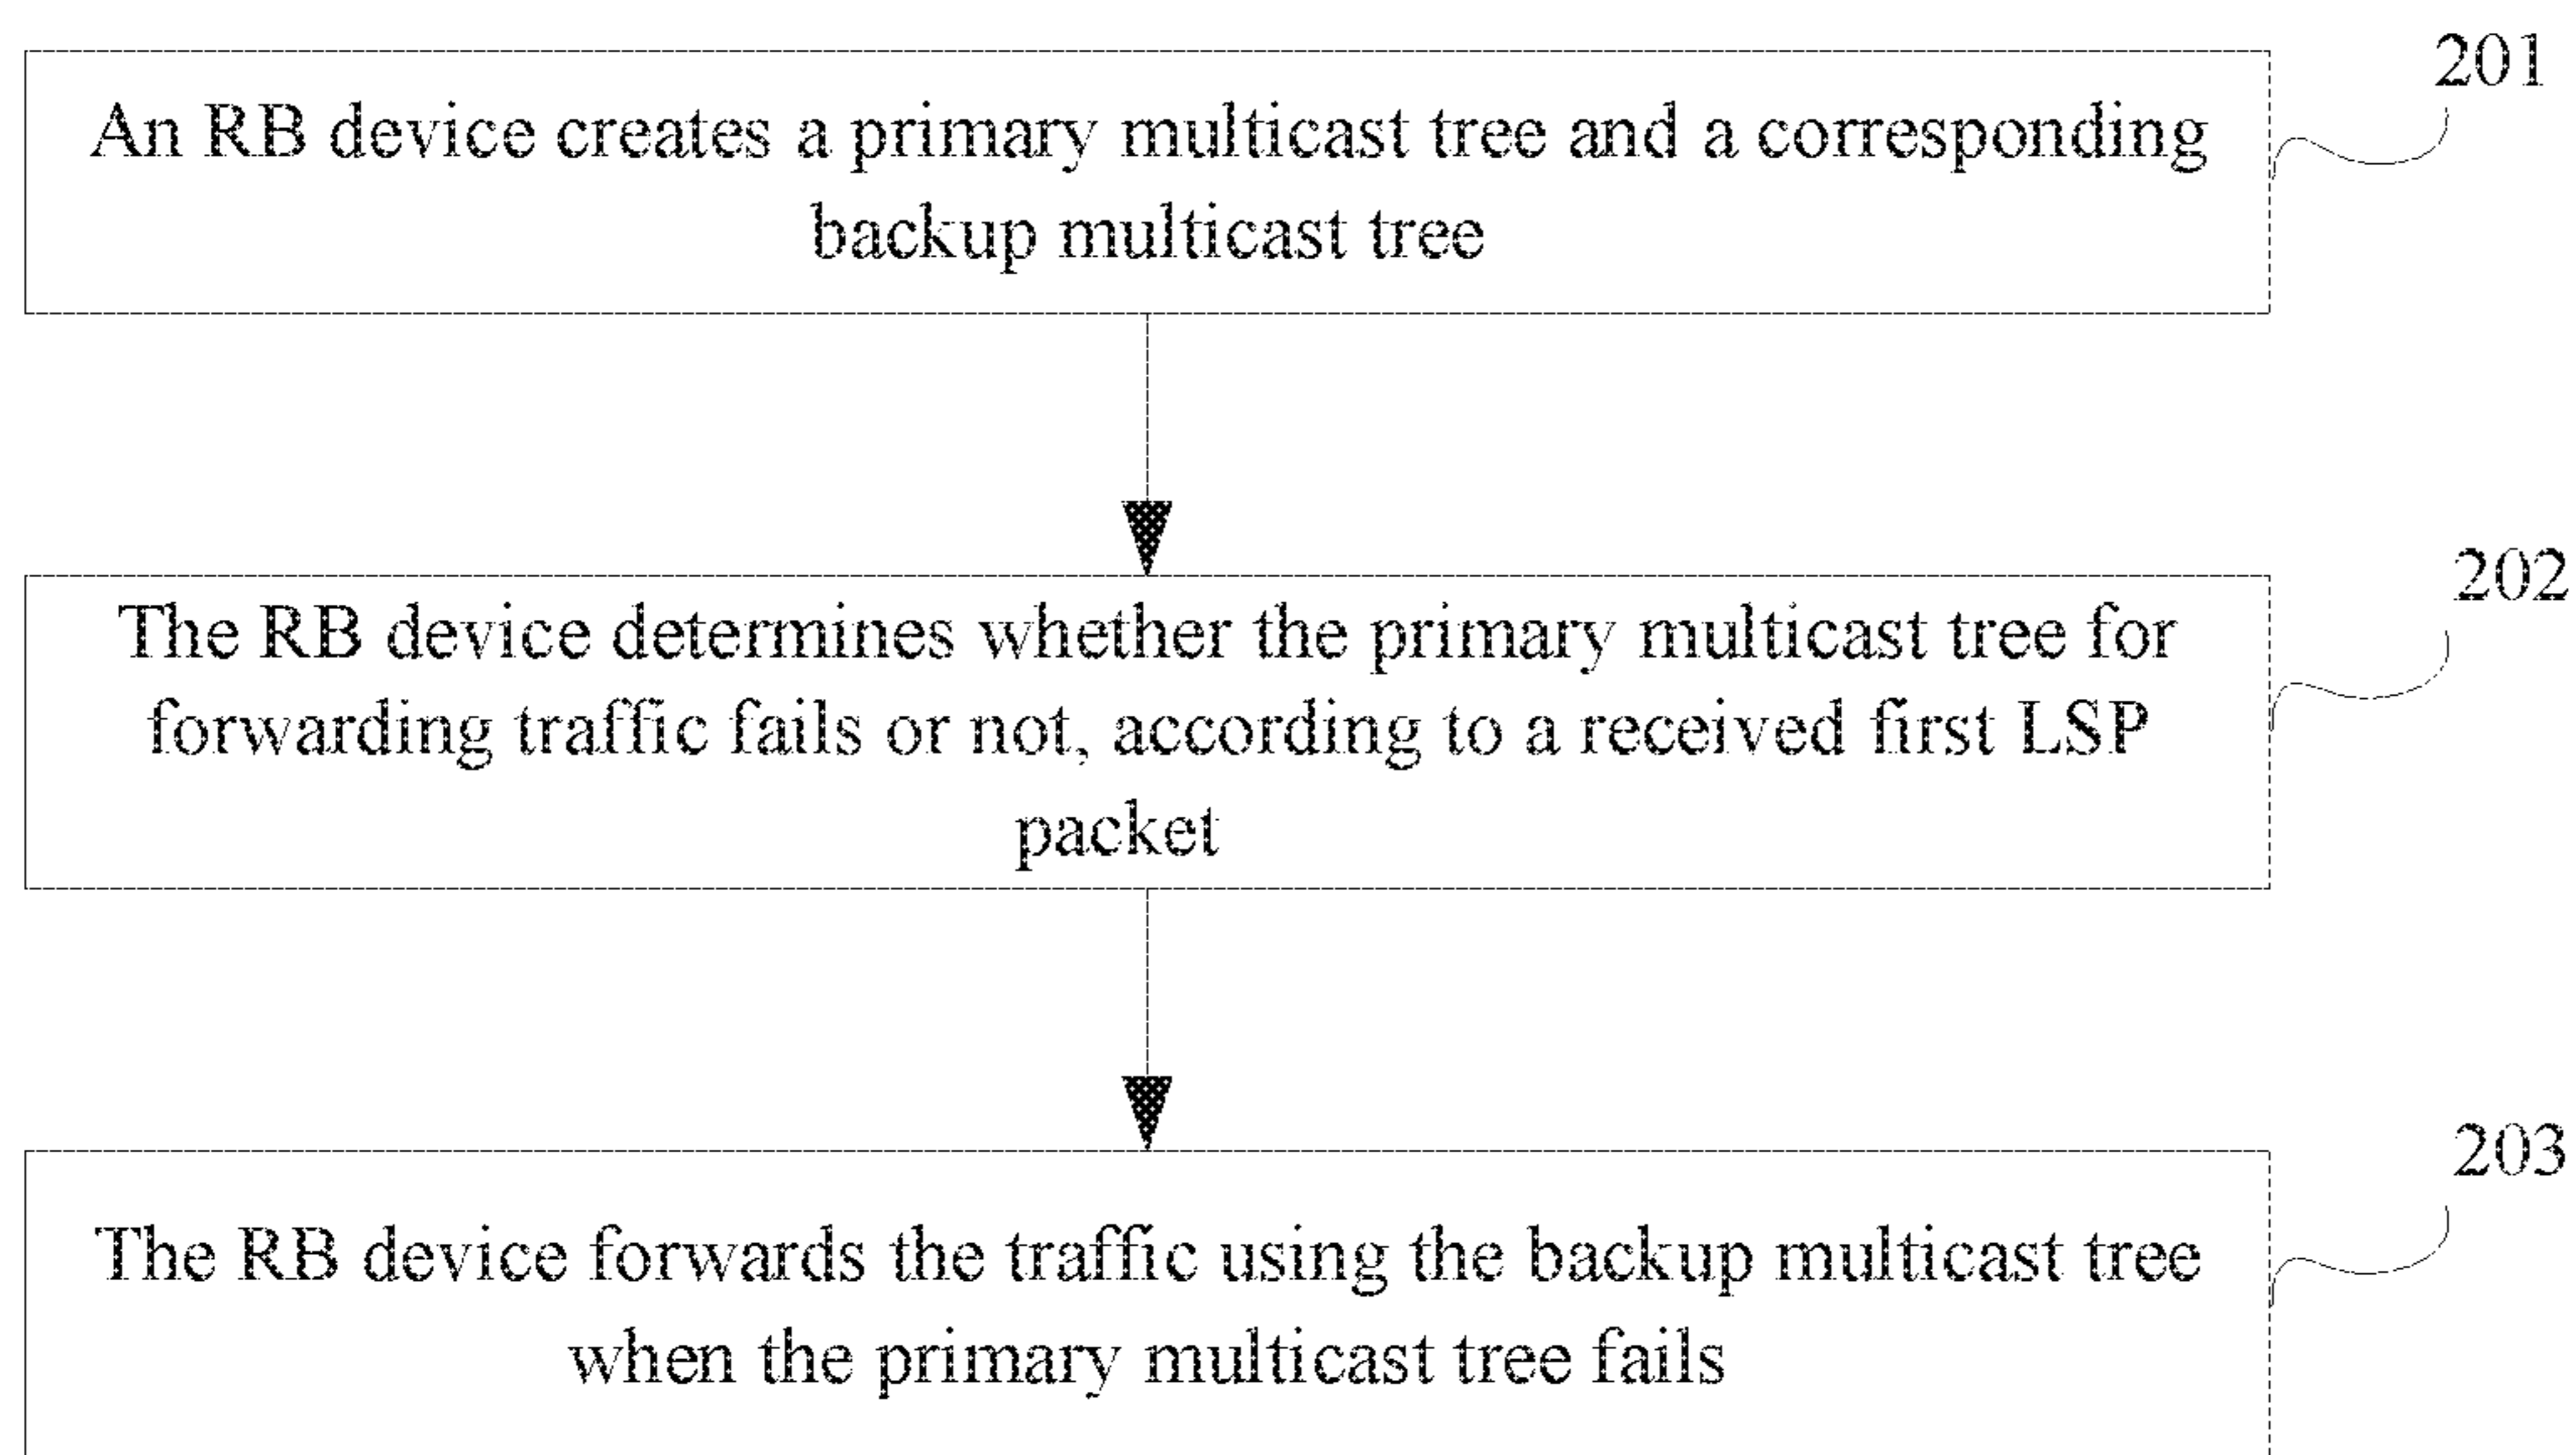 201
An RB device creates a primary multicast tree and a corresponding
backup multicast tree
202
The RB device determines whether the primary multicast tree for
forwarding traffic fails or not, according to a received first LSP
packet
203
The RB device forwards the traffic using the backup multicast tree
when the primary multicast tree fails